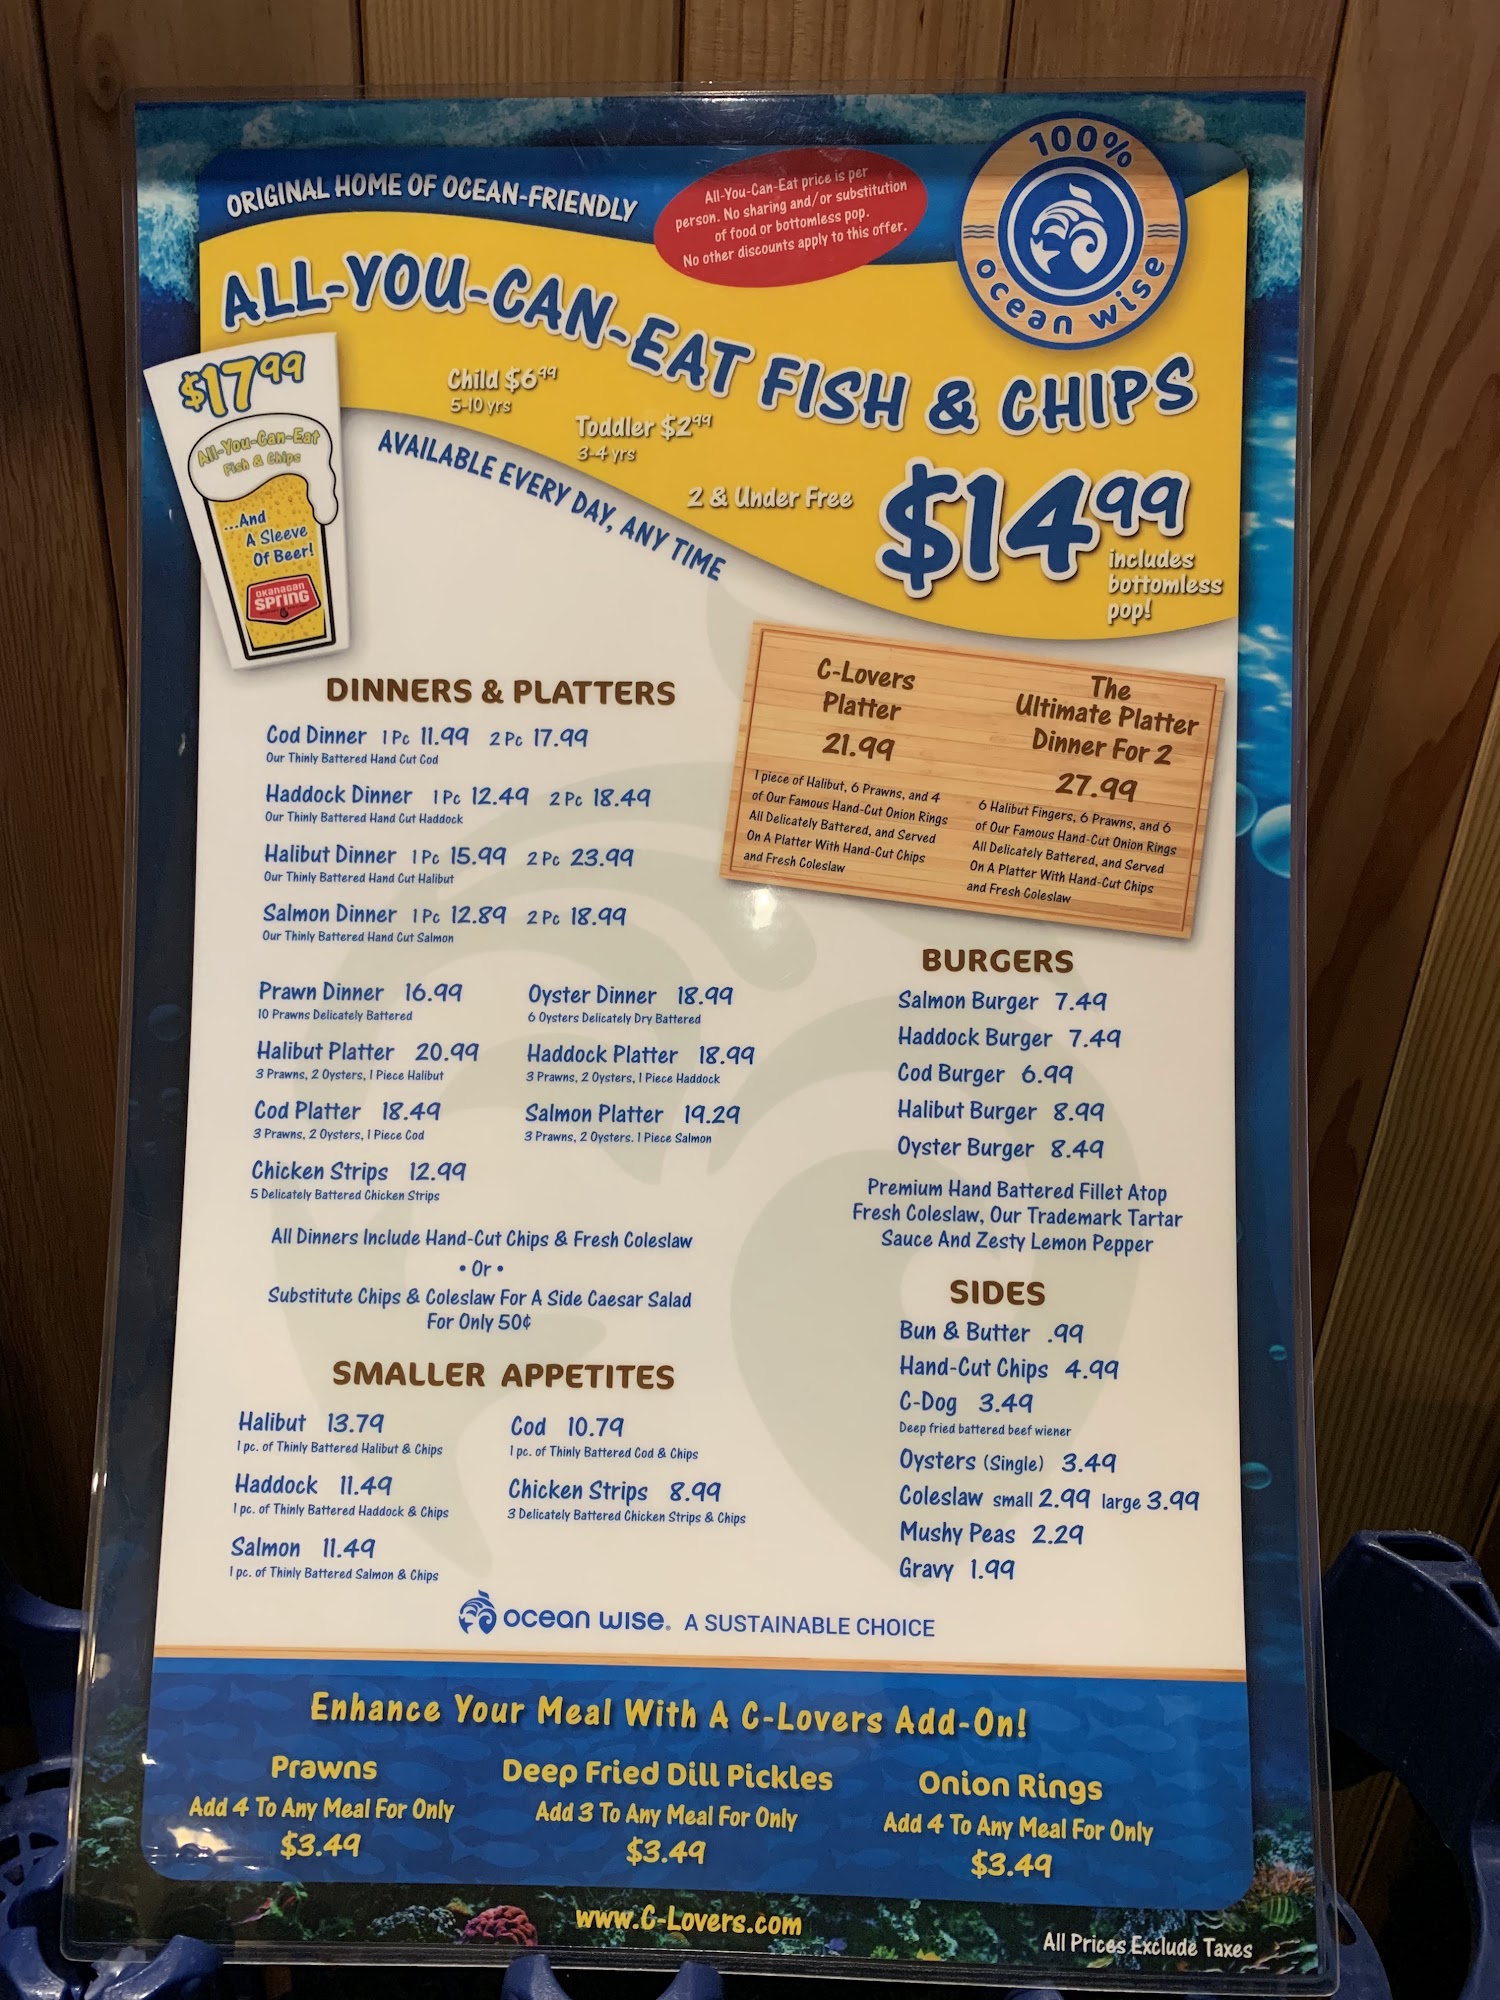 ORIGINAL HOME OF OCEAN-FRIENDLY
All-You-Can-Eat price is per
person. No sharing and/or substitution
of food or bottomless pop.
No other discounts apply to this offer.
100%
ocean wise
ALL-YOU-CAN-EAT FISH & CHIPS
$17.99
All-You-Can-Eat
Fish & Chips
...And
A Sleeve
Of Beer!
OKANAGAN
SPRING
Child $6.99
5-10 yrs
Toddler $2.99
3-4 yrs
2 & Under Free
AVAILABLE EVERY DAY, ANY TIME
$14.99
includes
bottomless
pop!
DINNERS & PLATTERS
Cod Dinner 1 Pc 11.99 2 Pc 17.99
Our Thinly Battered Hand Cut Cod
Haddock Dinner 1 Pc 12.49 2 Pc 18.49
Our Thinly Battered Hand Cut Haddock
Halibut Dinner 1 Pc 15.99 2 Pc 23.99
Our Thinly Battered Hand Cut Halibut
Salmon Dinner 1 Pc 12.89 2 Pc 18.99
Our Thinly Battered Hand Cut Salmon
Prawn Dinner 16.99
10 Prawns Delicately Battered
Oyster Dinner 18.99
6 Oysters Delicately Dry Battered
Halibut Platter 20.99
3 Prawns, 2 Oysters, 1 Piece Halibut
Haddock Platter 18.99
3 Prawns, 2 Oysters, 1 Piece Haddock
Cod Platter 18.49
3 Prawns, 2 Oysters, 1 Piece Cod
Salmon Platter 19.29
3 Prawns, 2 Oysters. 1 Piece Salmon
Chicken Strips 12.99
5 Delicately Battered Chicken Strips
All Dinners Include Hand-Cut Chips & Fresh Coleslaw
• Or •
Substitute Chips & Coleslaw For A Side Caesar Salad
For Only 50¢
SMALLER APPETITES
Halibut 13.79
1 pc. of Thinly Battered Halibut & Chips
Cod 10.79
1 pc. of Thinly Battered Cod & Chips
Haddock 11.49
1 pc. of Thinly Battered Haddock & Chips
Chicken Strips 8.99
3 Delicately Battered Chicken Strips & Chips
Salmon 11.49
1 pc. of Thinly Battered Salmon & Chips
C-Lovers
Platter
21.99
1 piece of Halibut, 6 Prawns, and 4
of Our Famous Hand-Cut Onion Rings
All Delicately Battered, and Served
On A Platter With Hand-Cut Chips
and Fresh Coleslaw
The
Ultimate Platter
Dinner For 2
27.99
6 Halibut Fingers, 6 Prawns, and 6
of Our Famous Hand-Cut Onion Rings
All Delicately Battered, and Served
On A Platter With Hand-Cut Chips
and Fresh Coleslaw
BURGERS
Salmon Burger 7.49
Haddock Burger 7.49
Cod Burger 6.99
Halibut Burger 8.99
Oyster Burger 8.49
Premium Hand Battered Fillet Atop
Fresh Coleslaw, Our Trademark Tartar
Sauce And Zesty Lemon Pepper
SIDES
Bun & Butter .99
Hand-Cut Chips 4.99
C-Dog 3.49
Deep fried battered beef wiener
Oysters (Single) 3.49
Coleslaw small 2.99 large 3.99
Mushy Peas 2.29
Gravy 1.99
ocean wise. A SUSTAINABLE CHOICE
Enhance Your Meal With A C-Lovers Add-On!
Prawns
Add 4 To Any Meal For Only
$3.49
Deep Fried Dill Pickles
Add 3 To Any Meal For Only
$3.49
Onion Rings
Add 4 To Any Meal For Only
$3.49
www.C-Lovers.com
All Prices Exclude Taxes